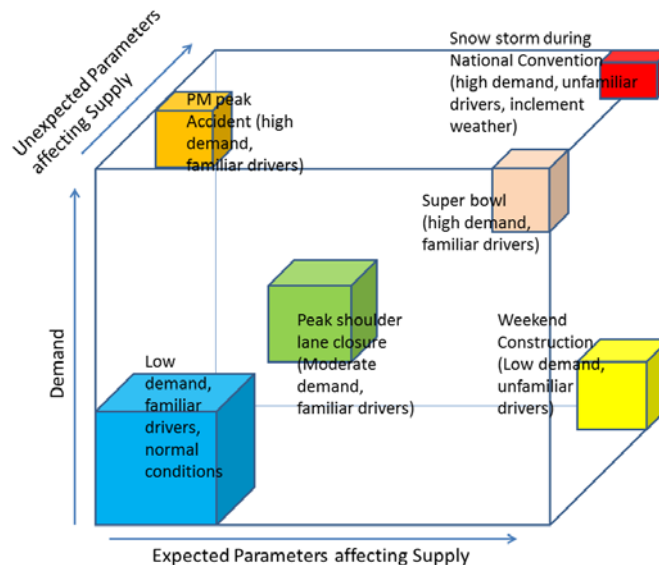 Unexpected Parameters
affecting Supply
Snow storm during
National Convention
(high demand, unfamiliar
drivers, inclement
weather)
PM peak
Accident (high
demand,
familiar drivers)
Super bowl
(high demand,
familiar drivers)
Demand
Peak shoulder
lane closure
(Moderate
demand,
familiar drivers)
Weekend
Construction
(Low demand,
unfamiliar
drivers)
Low
demand,
familiar
drivers,
normal
conditions
Expected Parameters affecting Supply